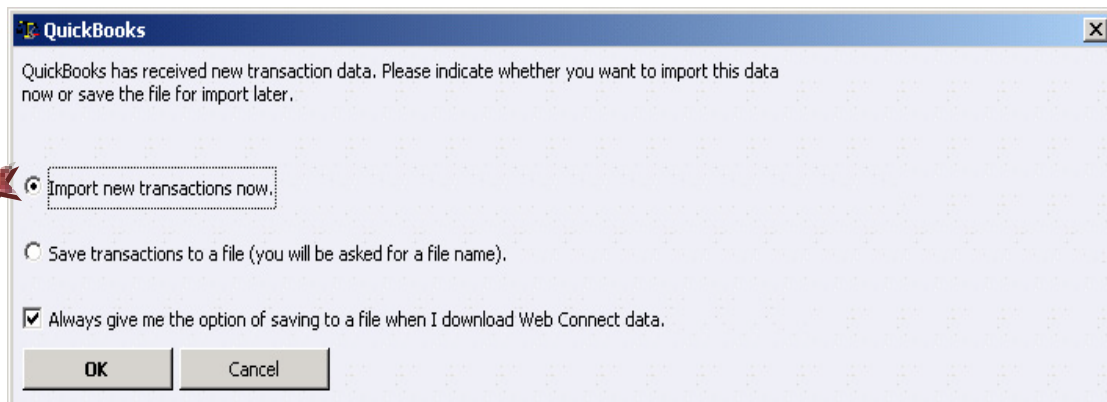 QuickBooks
QuickBooks has received new transaction data. Please indicate whether you want to import this data
now or save the file for import later.
Import new transactions now.
Save transactions to a file (you will be asked for a file name).
Always give me the option of saving to a file when I download Web Connect data.
OK Cancel